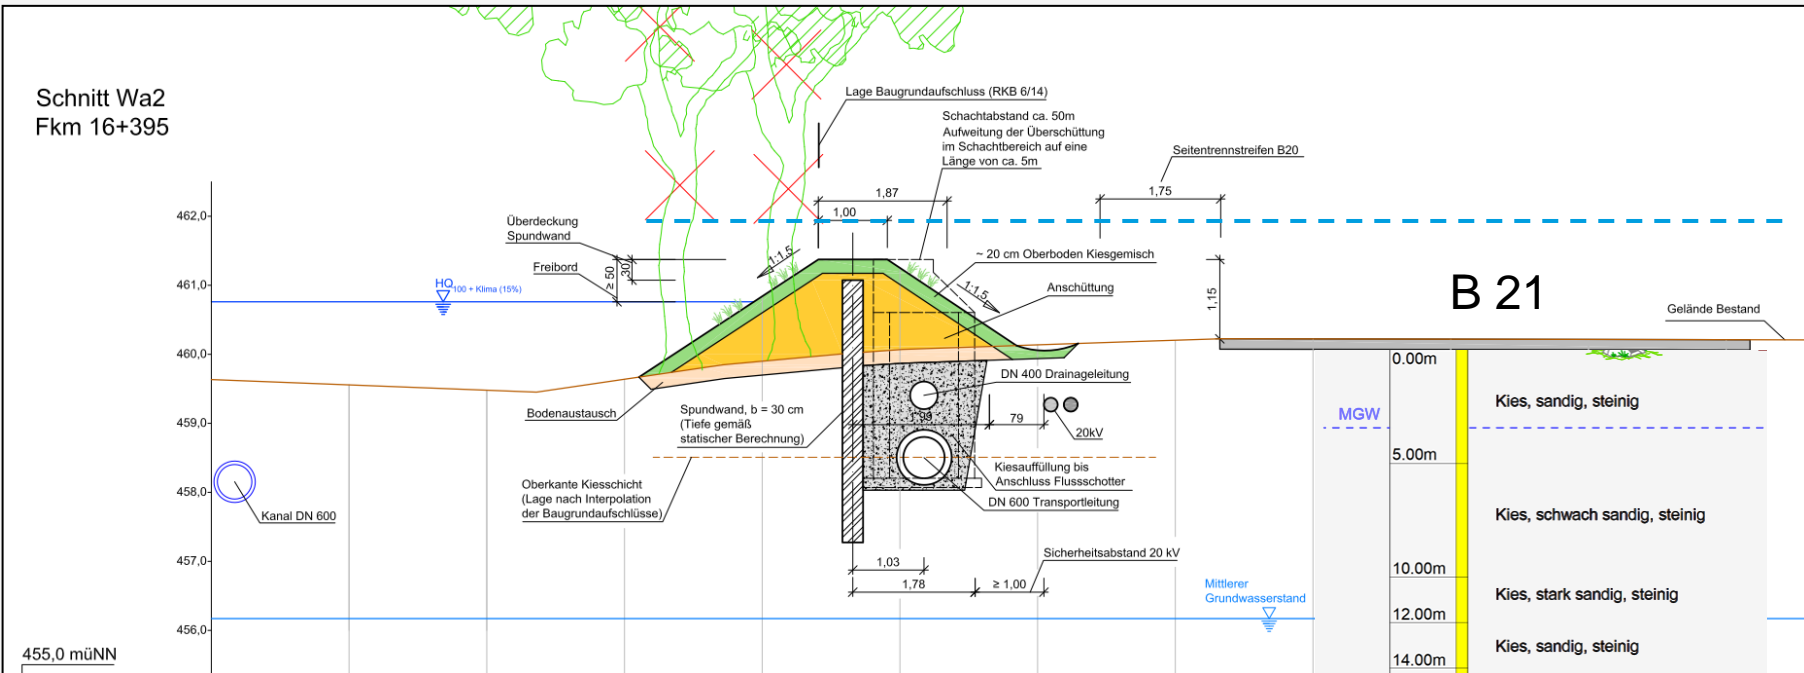 Schnitt Wa2
Fkm 16+395
Lage Baugrundaufschluss (RKB 6/14)
Schachtabstand ca. 50m
Aufweitung der Überschüttung
im Schachtbereich auf eine
Länge von ca. 5m
Seitentrennstreifen B20
1,87
1,75
1,00
462,0
Überdeckung
Spundwand
1:1,5
~ 20 cm Oberboden Kiesgemisch
Freibord
≥ 50
30
461,0
HQ100 + Klima (15%)
1:1,5
Anschüttung
1,15
B 21
Gelände Bestand
460,0
0.00m
DN 400 Drainageleitung
Kies, sandig, steinig
Bodenaustausch
Spundwand, b = 30 cm
(Tiefe gemäß
statischer Berechnung)
79
20kV
MGW
459,0
5.00m
Oberkante Kiesschicht
(Lage nach Interpolation
der Baugrundaufschlüsse)
Kiesauffüllung bis
Anschluss Flussschotter
DN 600 Transportleitung
458,0
Kanal DN 600
Kies, schwach sandig, steinig
457,0
1,03
Sicherheitsabstand 20 kV
1,78
≥ 1,00
10.00m
Mittlerer
Grundwasserstand
Kies, stark sandig, steinig
12.00m
456,0
Kies, sandig, steinig
455,0 müNN
14.00m